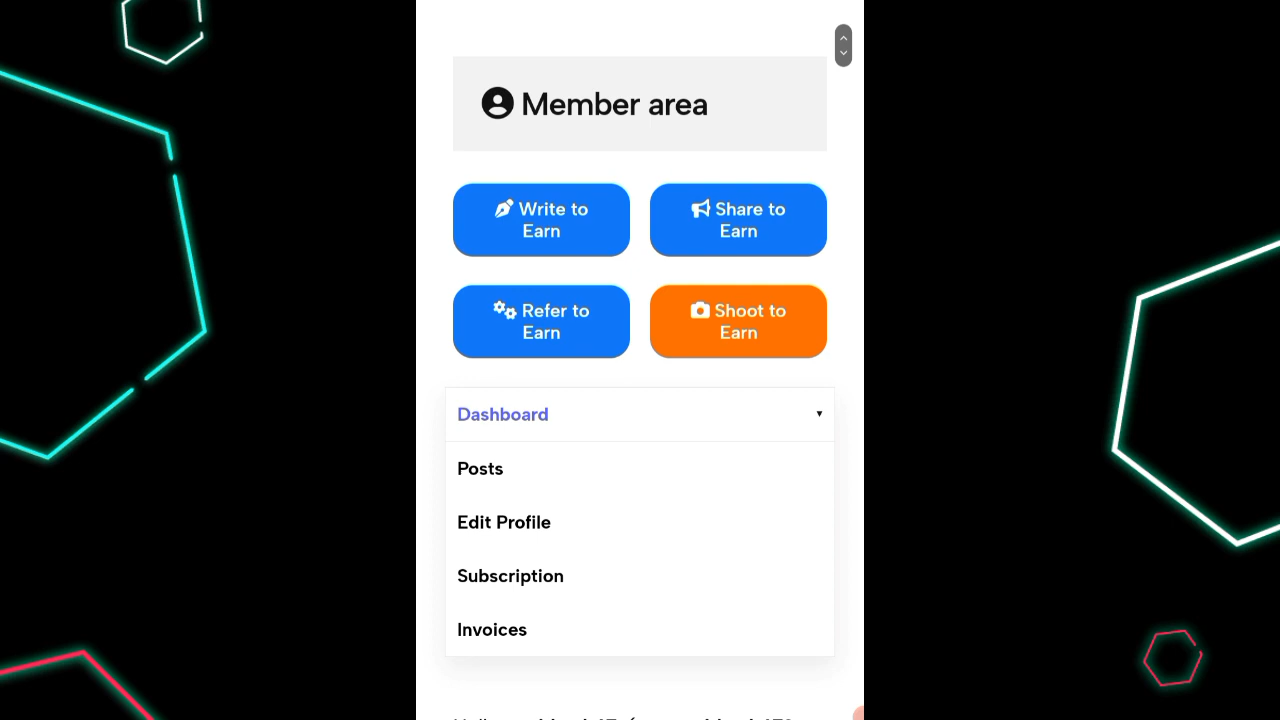 Member area
Write to
Earn
Share to
Earn
Refer to
Earn
Shoot to
Earn
Dashboard
Posts
Edit Profile
Subscription
Invoices